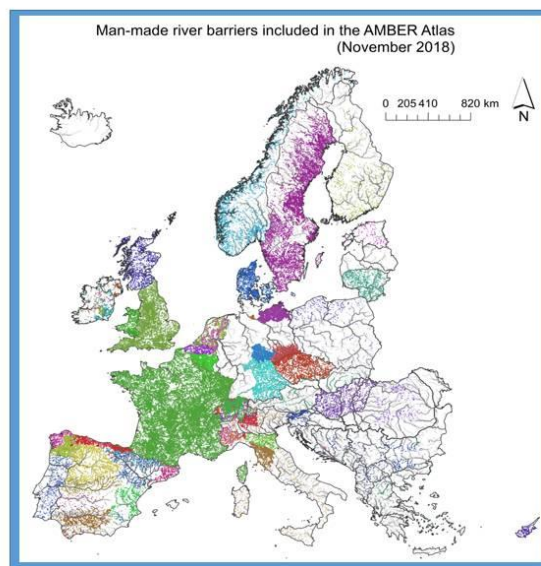 Man-made river barriers included in the AMBER Atlas
(November 2018)
0 205 410 820 km
N